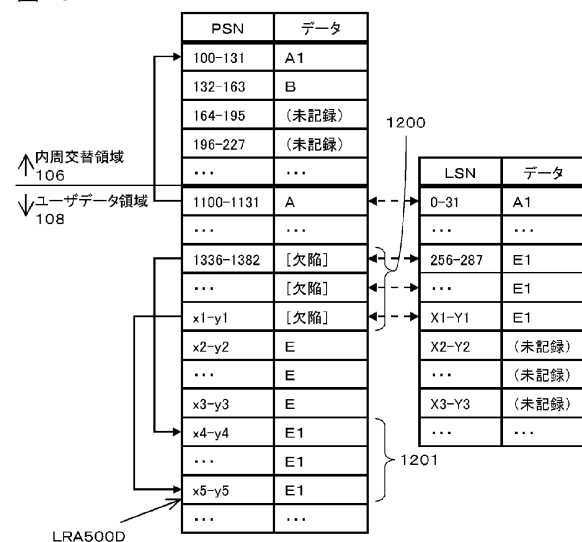 PSN データ
100-131 A1
132-163 B
164-195 (未記録)
196-227 (未記録)
... ...
内周交替領域
106
ユーザデータ領域
108
1100-1131 A
... ...
1336-1382 [欠陥]
... [欠陥]
x1-y1 [欠陥]
x2-y2 E
... E
x3-y3 E
x4-y4 E1
... E1
x5-y5 E1
... ...
LRA500D
1200
1201
LSN データ
0-31 A1
... ...
256-287 E1
... E1
X1-Y1 E1
X2-Y2 (未記録)
... (未記録)
X3-Y3 (未記録)
... ...